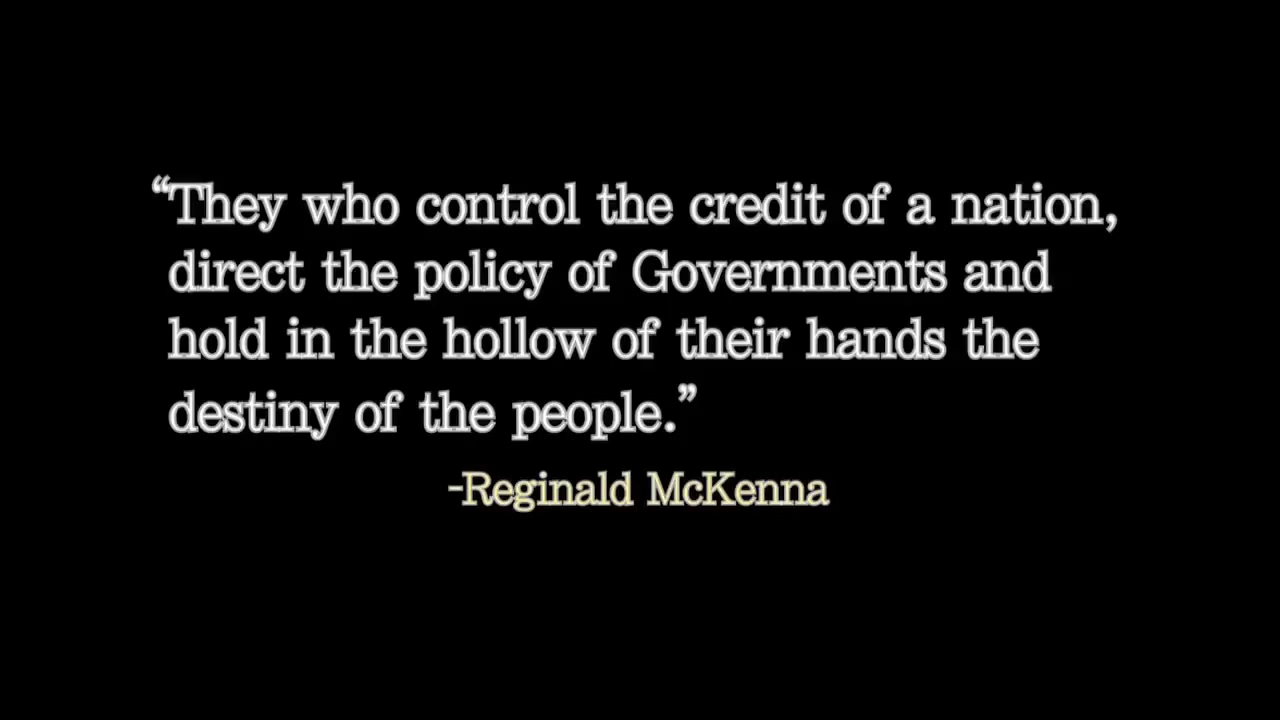 “They who control the credit of a nation,
direct the policy of Governments and
hold in the hollow of their hands the
destiny of the people.”
-Reginald McKenna